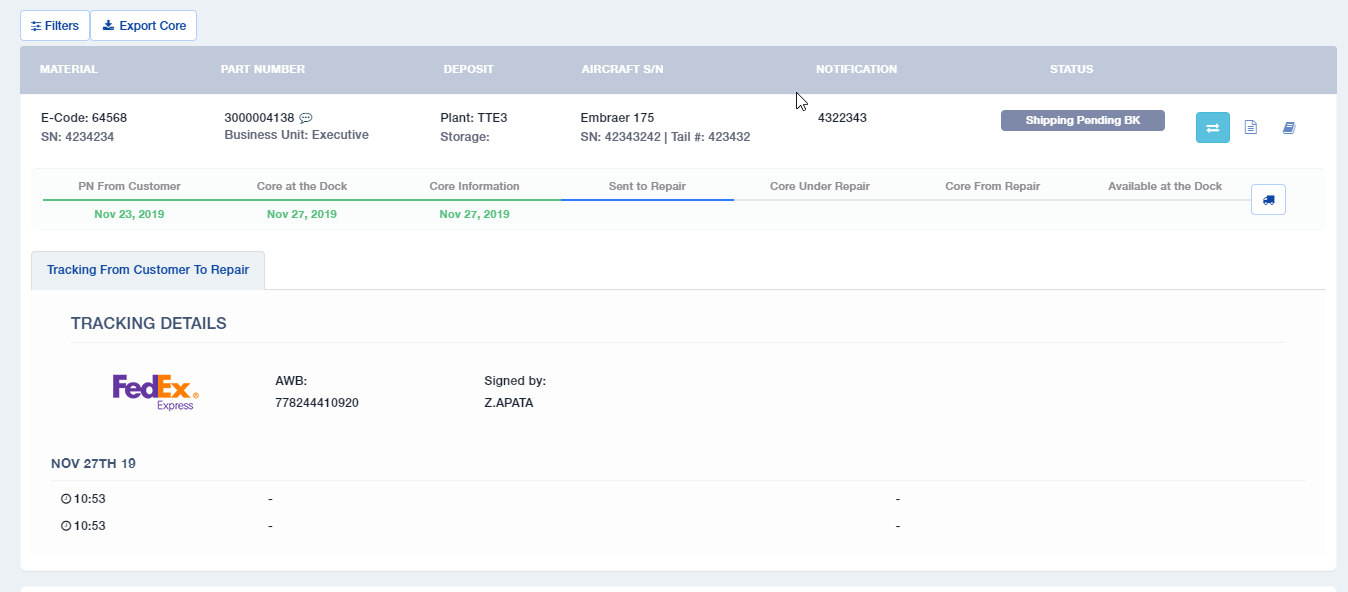 Filters Export Core
MATERIAL PART NUMBER DEPOSIT AIRCRAFT S/N NOTIFICATION STATUS
E-Code: 64568 3000004138 Plant: TTE3 Embraer 175 4322343 Shipping Pending BK
SN: 4234234 Business Unit: Executive Storage: SN: 42343242 | Tail #: 423432
PN From Customer Core at the Dock Core Information Sent to Repair Core Under Repair Core From Repair Available at the Dock
Nov 23, 2019 Nov 27, 2019 Nov 27, 2019
Tracking From Customer To Repair
TRACKING DETAILS
FedEx® AWB: Signed by:
Express 778244410920 Z.APATA
NOV 27TH 19
10:53 - -
10:53 - -